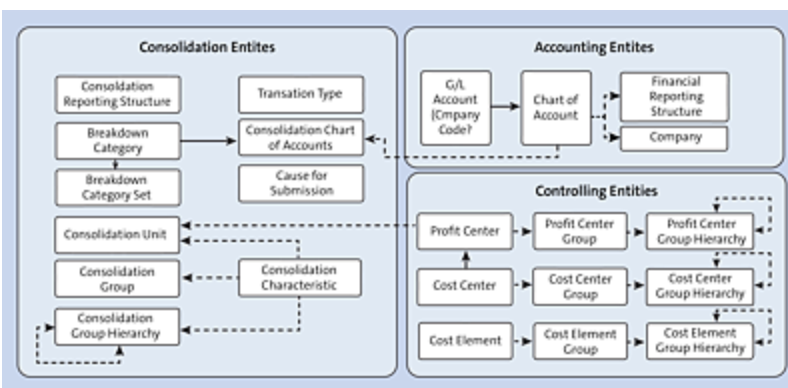 Consolidation Entites
Consoldation
Reporting Structure
Transation Type
Breakdown
Category
Consolidation Chart
of Accounts
Breakdown
Category Set
Cause for
Submission
Consolidation Unit
Consolidation
Group
Consolidation
Characteristic
Consolidation
Group Hierarchy
Accounting Entites
G/L
Account
[Cmpany
Code?
Chart of
Account
Financial
Reporting
Structure
Company
Controlling Entities
Profit Center
Profit Center
Group
Profit Center
Group Hierarchy
Cost Center
Cost Center
Group
Cost Center
Group Hierarchy
Cost Element
Cost Element
Group
Cost Element
Group Hierarchy